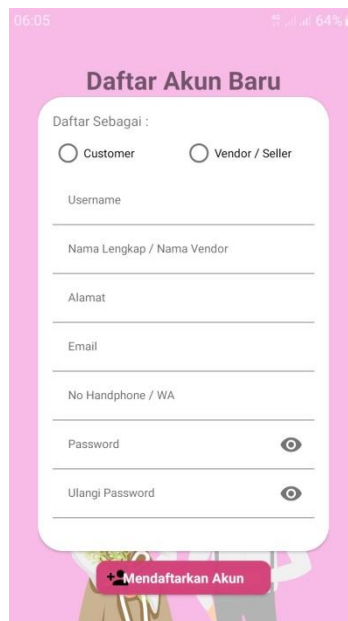 06:05
64%
Daftar Akun Baru
Daftar Sebagai :
Customer
Vendor / Seller
Username
Nama Lengkap / Nama Vendor
Alamat
Email
No Handphone / WA
Password
Ulangi Password
Mendaftarkan Akun